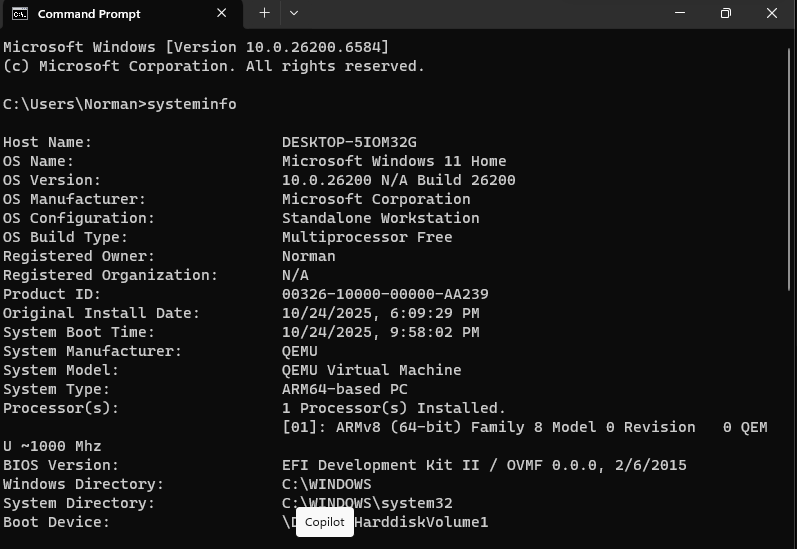 Command Prompt
Microsoft Windows [Version 10.0.26200.6584]
(c) Microsoft Corporation. All rights reserved.
C:\Users\Norman>systeminfo
Host Name: DESKTOP-5IOM32G
OS Name: Microsoft Windows 11 Home
OS Version: 10.0.26200 N/A Build 26200
OS Manufacturer: Microsoft Corporation
OS Configuration: Standalone Workstation
OS Build Type: Multiprocessor Free
Registered Owner: Norman
Registered Organization: N/A
Product ID: 00326-10000-00000-AA239
Original Install Date: 10/24/2025, 6:09:29 PM
System Boot Time: 10/24/2025, 9:58:02 PM
System Manufacturer: QEMU
System Model: QEMU Virtual Machine
System Type: ARM64-based PC
Processor(s): 1 Processor(s) Installed.
[01]: ARMv8 (64-bit) Family 8 Model 0 Revision 0 QEM
U ~1000 Mhz
BIOS Version: EFI Development Kit II / OVMF 0.0.0, 2/6/2015
Windows Directory: C:\WINDOWS
System Directory: C:\WINDOWS\system32
Boot Device: HarddiskVolume1
Copilot